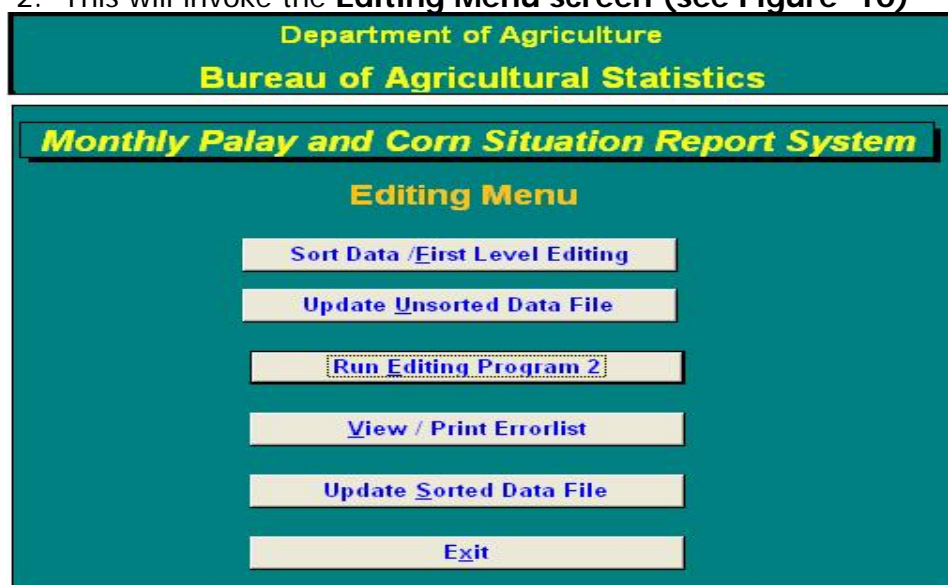 2. This will invoke the Editing Menu screen (see Figure 16)
Department of Agriculture
Bureau of Agricultural Statistics
Monthly Palay and Corn Situation Report System
Editing Menu
Sort Data /First Level Editing
Update Unsorted Data File
Run Editing Program 2
View / Print Errorlist
Update Sorted Data File
Exit